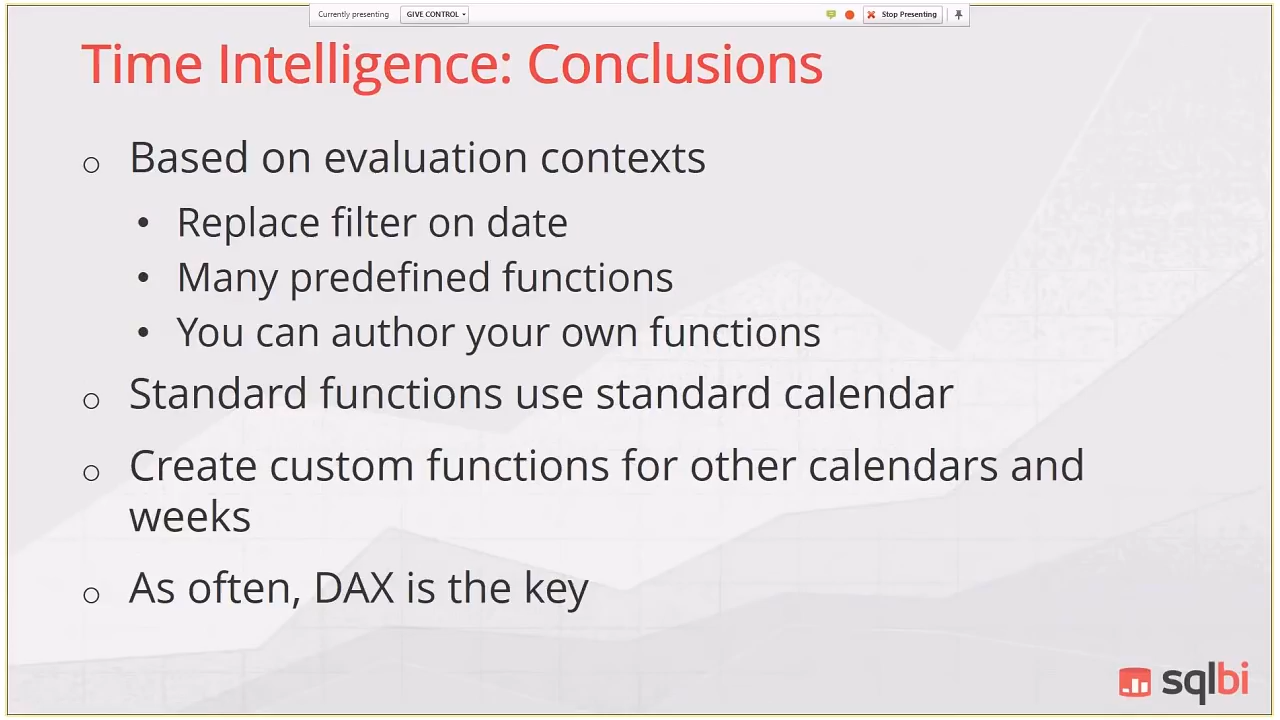 Currently presenting GIVE CONTROL Stop Presenting
Time Intelligence: Conclusions
o Based on evaluation contexts
• Replace filter on date
• Many predefined functions
• You can author your own functions
o Standard functions use standard calendar
o Create custom functions for other calendars and
weeks
o As often, DAX is the key
sqlbi